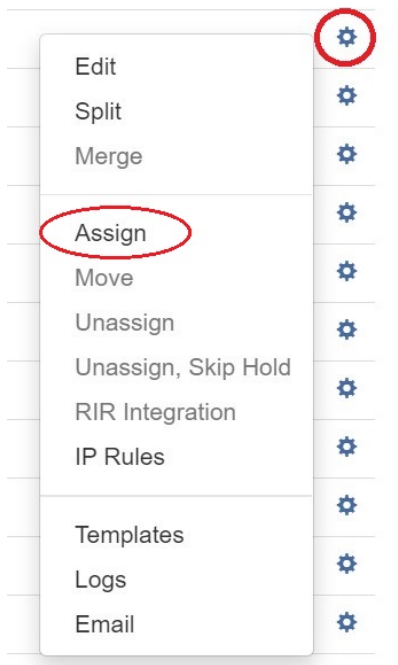 Edit
Split
Merge
Assign
Move
Unassign
Unassign, Skip Hold
RIR Integration
IP Rules
Templates
Logs
Email